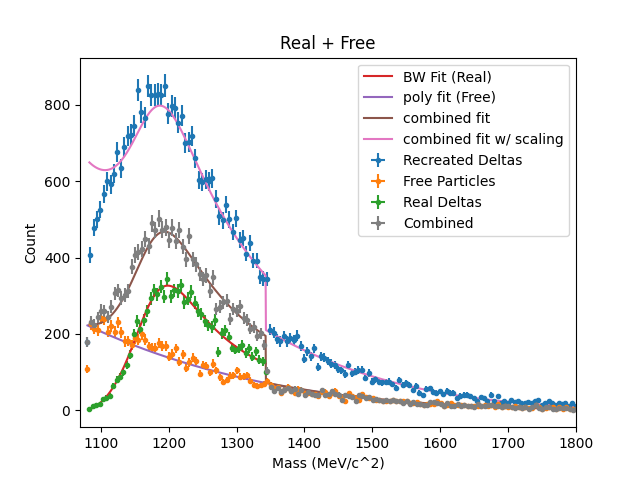 Real + Free
BW Fit (Real)
poly fit (Free)
combined fit
combined fit w/ scaling
Recreated Deltas
Free Particles
Real Deltas
Combined
Count
800
600
400
200
0
1100 1200 1300 1400 1500 1600 1700 1800
Mass (MeV/c^2)